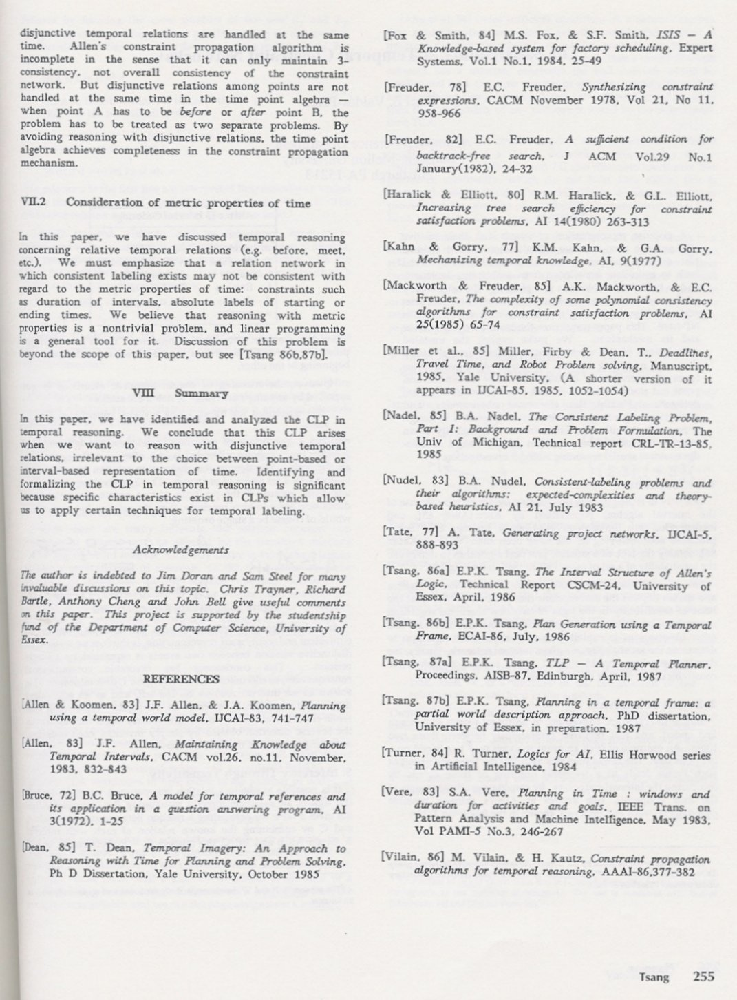 disjunctive temporal relations are handled at the same
time. Allen's constraint propagation algorithm is
incomplete in the sense that it can only maintain 3-
consistency, not overall consistency of the constraint
network. But disjunctive relations among points are not
handled at the same time in the time point algebra —
when point A has to be before or after point B, the
problem has to be treated as two separate problems. By
avoiding reasoning with disjunctive relations, the time point
algebra achieves completeness in the constraint propagation
mechanism.
VII.2 Consideration of metric properties of time
In this paper, we have discussed temporal reasoning
concerning relative temporal relations (e.g. before, meet,
etc.). We must emphasize that a relation network in
which consistent labeling exists may not be consistent with
regard to the metric properties of time: constraints such
as duration of intervals, absolute labels of starting or
ending times. We believe that reasoning with metric
properties is a nontrivial problem, and linear programming
is a general tool for it. Discussion of this problem is
beyond the scope of this paper, but see [Tsang 86b,87b].
VIII Summary
In this paper, we have identified and analyzed the CLP in
temporal reasoning. We conclude that this CLP arises
when we want to reason with disjunctive temporal
relations, irrelevant to the choice between point-based or
interval-based representation of time. Identifying and
formalizing the CLP in temporal reasoning is significant
because specific characteristics exist in CLPs which allow
us to apply certain techniques for temporal labeling.
Acknowledgements
The author is indebted to Jim Doran and Sam Steel for many
invaluable discussions on this topic. Chris Trayner, Richard
Bartle, Anthony Cheng and John Bell give useful comments
on this paper. This project is supported by the studentship
fund of the Department of Computer Science, University of
Essex.
REFERENCES
[Allen & Koomen, 83] J.F. Allen, & J.A. Koomen, Planning
using a temporal world model, IJCAI-83, 741-747
[Allen, 83] J.F. Allen, Maintaining Knowledge about
Temporal Intervals, CACM vol.26, no.11, November,
1983, 832-843
[Bruce, 72] B.C. Bruce, A model for temporal references and
its application in a question answering program, AI
3(1972), 1-25
[Dean, 85] T. Dean, Temporal Imagery: An Approach to
Reasoning with Time for Planning and Problem Solving,
Ph D Dissertation, Yale University, October 1985
[Fox & Smith, 84] M.S. Fox, & S.F. Smith, ISIS — A
Knowledge-based system for factory scheduling, Expert
Systems, Vol.1 No.1, 1984, 25-49
[Freuder, 78] E.C. Freuder, Synthesizing constraint
expressions, CACM November 1978, Vol 21, No 11,
958-966
[Freuder, 82] E.C. Freuder, A sufficient condition for
backtrack-free search, J ACM Vol.29 No.1
January(1982), 24-32
[Haralick & Elliott, 80] R.M. Haralick, & G.L. Elliott,
Increasing tree search efficiency for constraint
satisfaction problems, AI 14(1980) 263-313
[Kahn & Gorry, 77] K.M. Kahn, & G.A. Gorry,
Mechanizing temporal knowledge, AI, 9(1977)
[Mackworth & Freuder, 85] A.K. Mackworth, & E.C.
Freuder, The complexity of some polynomial consistency
algorithms for constraint satisfaction problems, AI
25(1985) 65-74
[Miller et al., 85] Miller, Firby & Dean, T., Deadlines,
Travel Time, and Robot Problem solving, Manuscript,
1985, Yale University, (A shorter version of it
appears in IJCAI-85, 1985, 1052-1054)
[Nadel, 85] B.A. Nadel, The Consistent Labeling Problem,
Part 1: Background and Problem Formulation, The
Univ of Michigan, Technical report CRL-TR-13-85,
1985
[Nudel, 83] B.A. Nudel, Consistent-labeling problems and
their algorithms: expected-complexities and theory-
based heuristics, AI 21, July 1983
[Tate, 77] A. Tate, Generating project networks, IJCAI-5,
888-893
[Tsang, 86a] E.P.K. Tsang, The Interval Structure of Allen's
Logic, Technical Report CSCM-24, University of
Essex, April, 1986
[Tsang, 86b] E.P.K. Tsang, Plan Generation using a Temporal
Frame, ECAI-86, July, 1986
[Tsang, 87a] E.P.K. Tsang, TLP — A Temporal Planner,
Proceedings, AISB-87, Edinburgh, April, 1987
[Tsang, 87b] E.P.K. Tsang, Planning in a temporal frame: a
partial world description approach, PhD dissertation,
University of Essex, in preparation, 1987
[Turner, 84] R. Turner, Logics for AI, Ellis Horwood series
in Artificial Intelligence, 1984
[Vere, 83] S.A. Vere, Planning in Time : windows and
duration for activities and goals, IEEE Trans. on
Pattern Analysis and Machine Intelligence, May 1983,
Vol PAMI-5 No.3, 246-267
[Vilain, 86] M. Vilain, & H. Kautz, Constraint propagation
algorithms for temporal reasoning, AAAI-86,377-382
Tsang 255